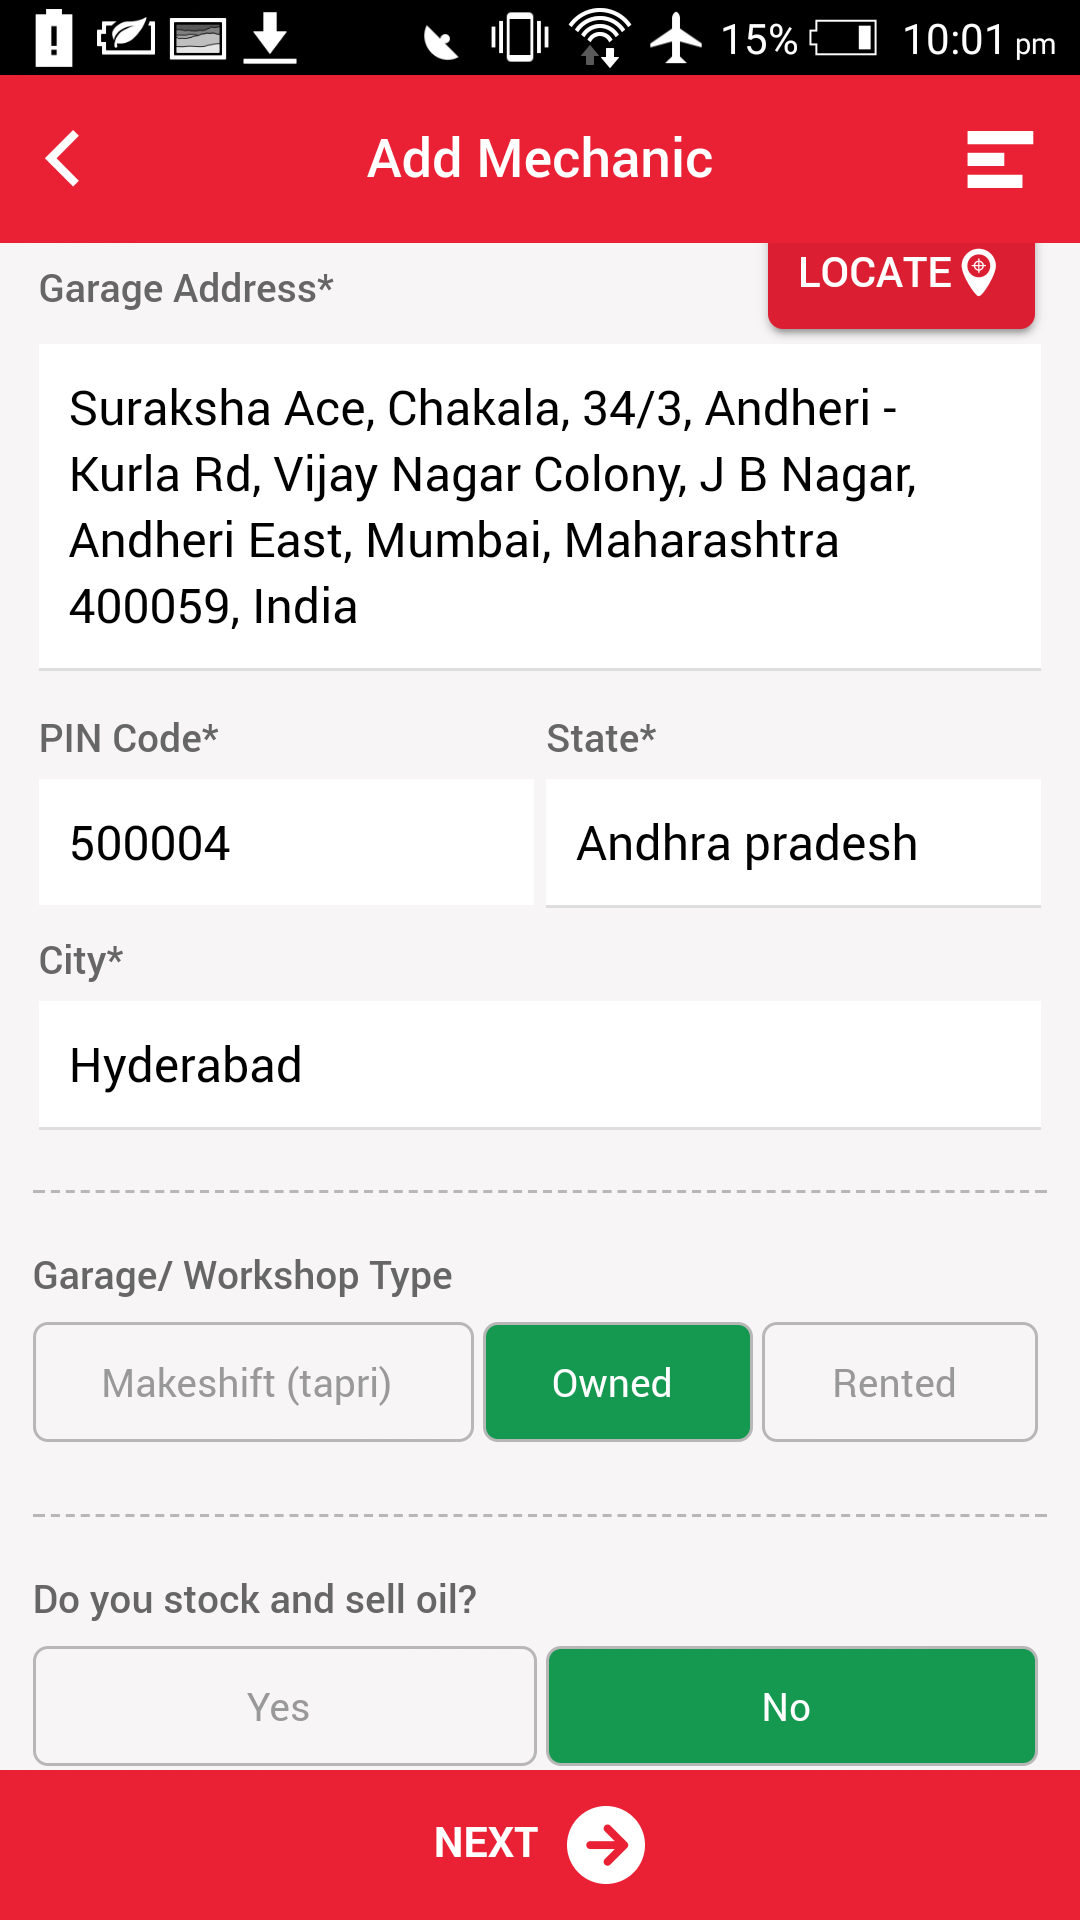 15% 10:01 pm
Add Mechanic
Garage Address*
LOCATE
Suraksha Ace, Chakala, 34/3, Andheri -
Kurla Rd, Vijay Nagar Colony, J B Nagar,
Andheri East, Mumbai, Maharashtra
400059, India
PIN Code* State*
500004 Andhra pradesh
City*
Hyderabad
Garage/ Workshop Type
Makeshift (tapri) Owned Rented
Do you stock and sell oil?
Yes No
NEXT